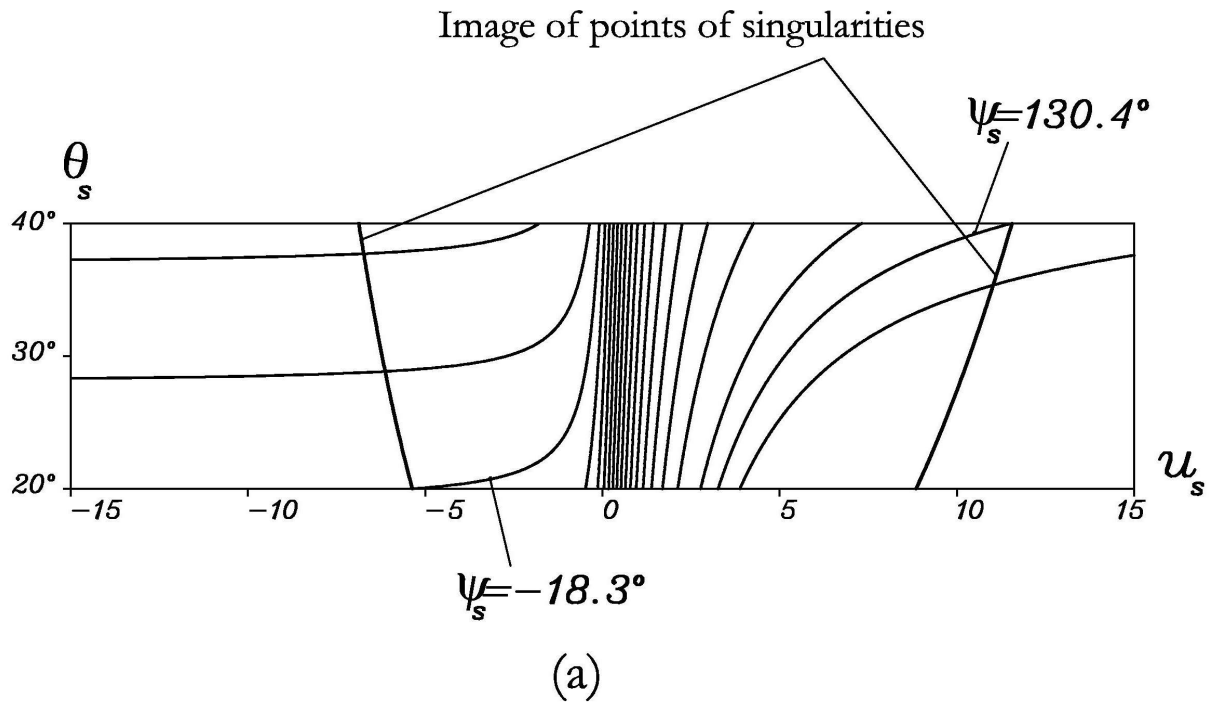 Image of points of singularities
ψs=130.4°
θs
40°
30°
20°
−15
−10
−5
0
5
10
15
us
ψs=−18.3°
(a)